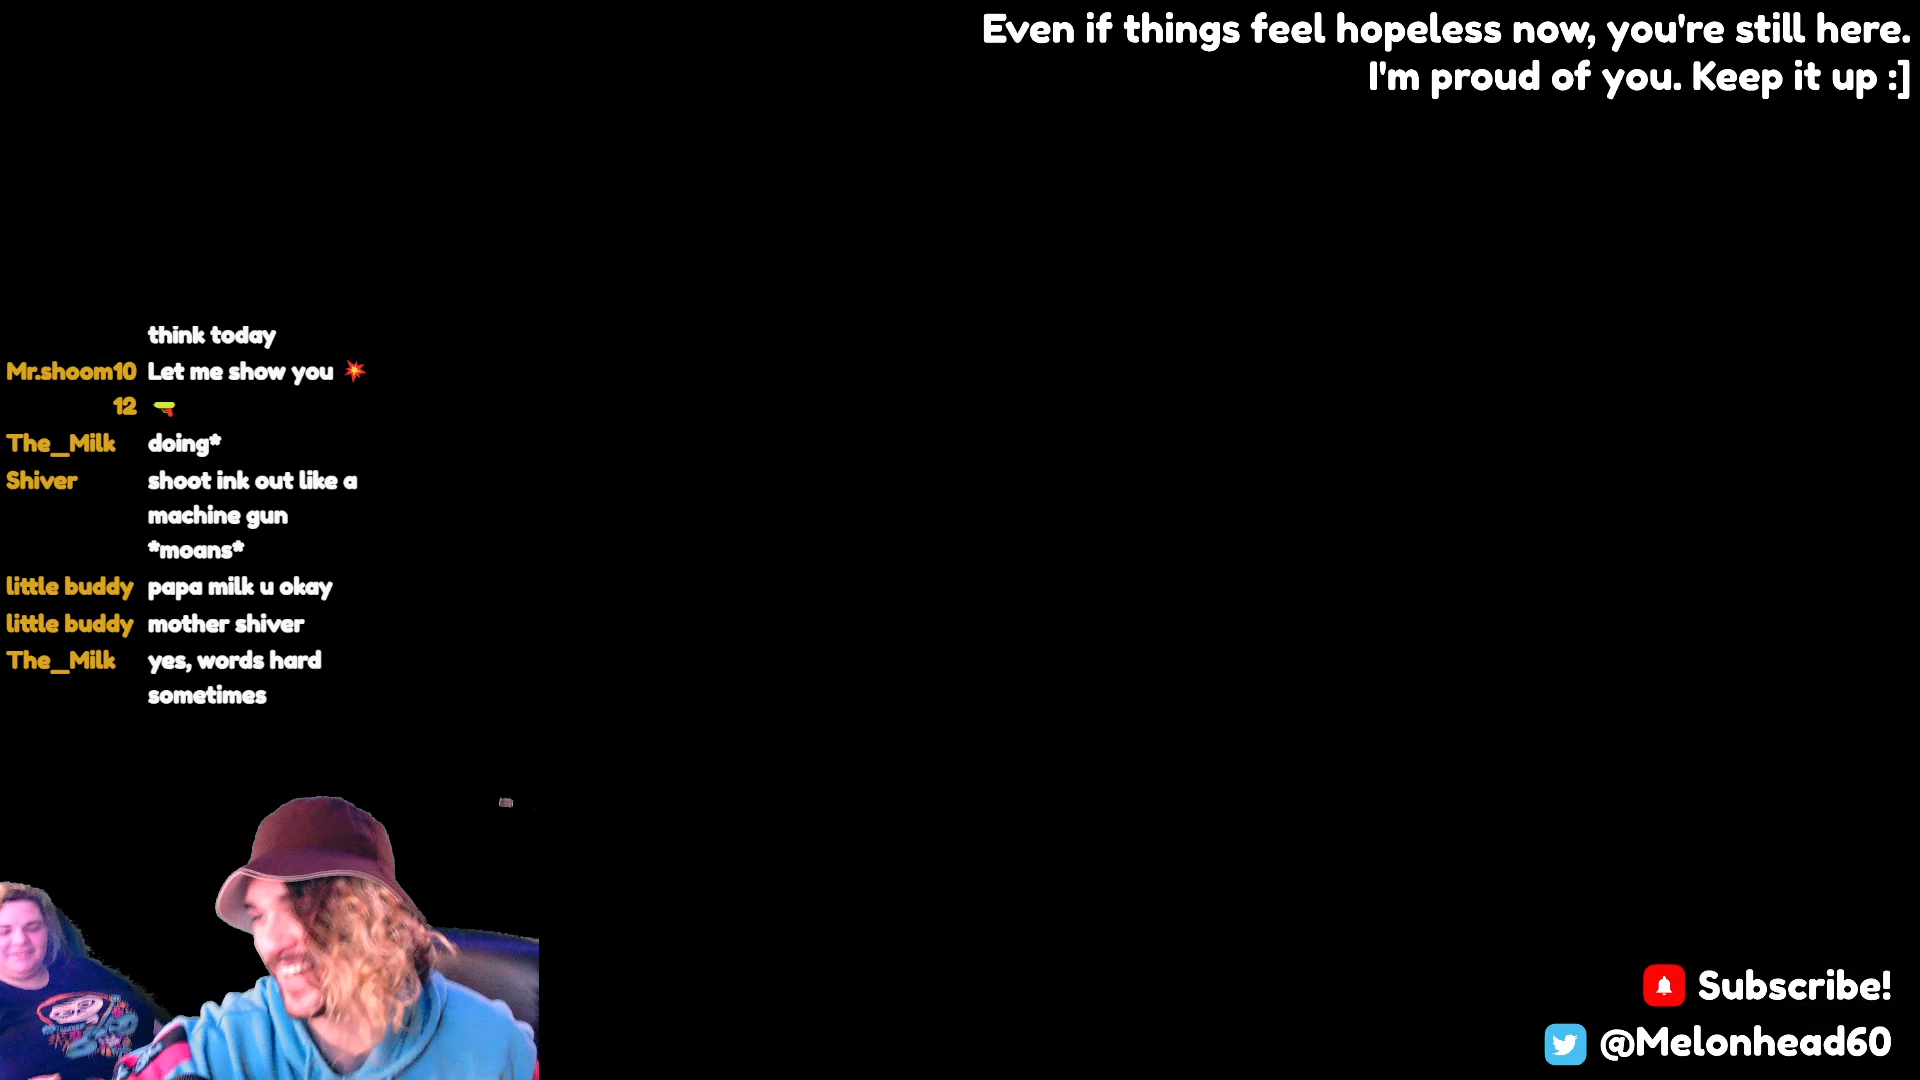 Even if things feel hopeless now, you're still here.
I'm proud of you. Keep it up :]
think today
Mr.shoom10 Let me show you 💥
12 🔫
The_Milk doing*
Shiver shoot ink out like a
machine gun
*moans*
little buddy papa milk u okay
little buddy mother shiver
The_Milk yes, words hard
sometimes
Subscribe!
@Melonhead60